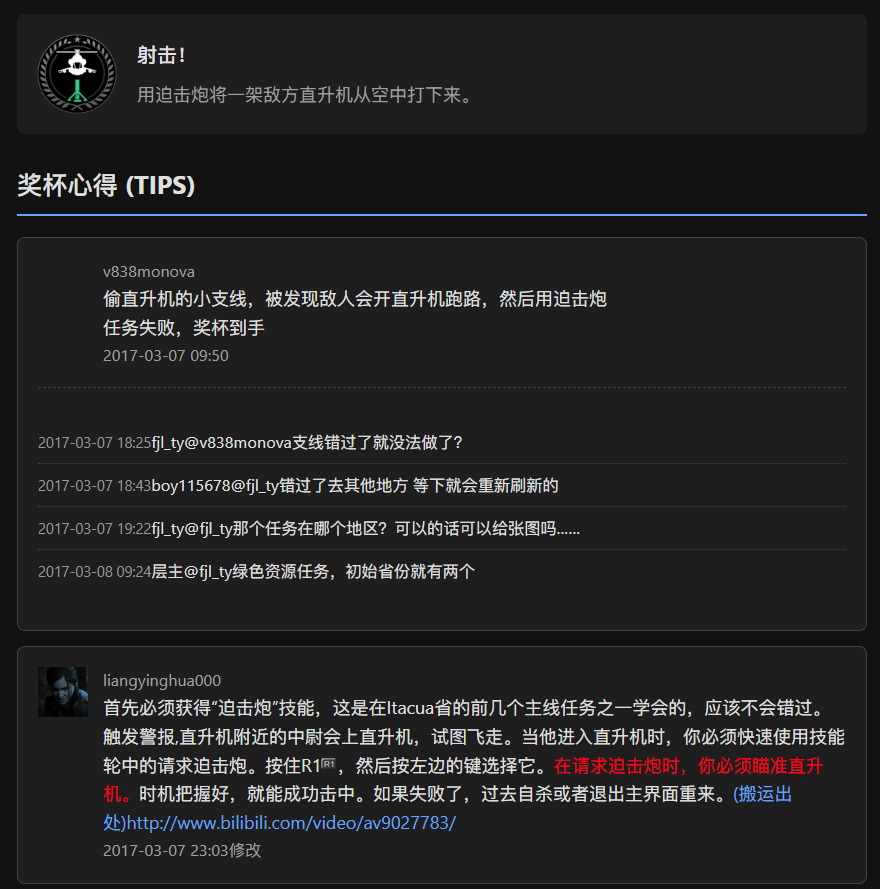 射击！
用迫击炮将一架敌方直升机从空中打下来。
奖杯心得 (TIPS)
v838monova
偷直升机的小支线，被发现敌人会开直升机跑路，然后用迫击炮
任务失败，奖杯到手
2017-03-07 09:50
2017-03-07 18:25fjl_ty@v838monova支线错过了就没法做了？
2017-03-07 18:43boy115678@fjl_ty错过了去其他地方 等下就会重新刷新的
2017-03-07 19:22fjl_ty@fjl_ty那个任务在哪个地区？可以的话可以给张图吗……
2017-03-08 09:24层主@fjl_ty绿色资源任务，初始省份就有两个
liangyinghua000
首先必须获得“迫击炮”技能，这是在Itacua省的前几个主线任务之一学会的，应该不会错过。
触发警报,直升机附近的中尉会上直升机，试图飞走。当他进入直升机时，你必须快速使用技能
轮中的请求迫击炮。按住R1R1，然后按左边的键选择它。在请求迫击炮时，你必须瞄准直升
机。时机把握好，就能成功击中。如果失败了，过去自杀或者退出主界面重来。(搬运出
处)http://www.bilibili.com/video/av9027783/
2017-03-07 23:03修改